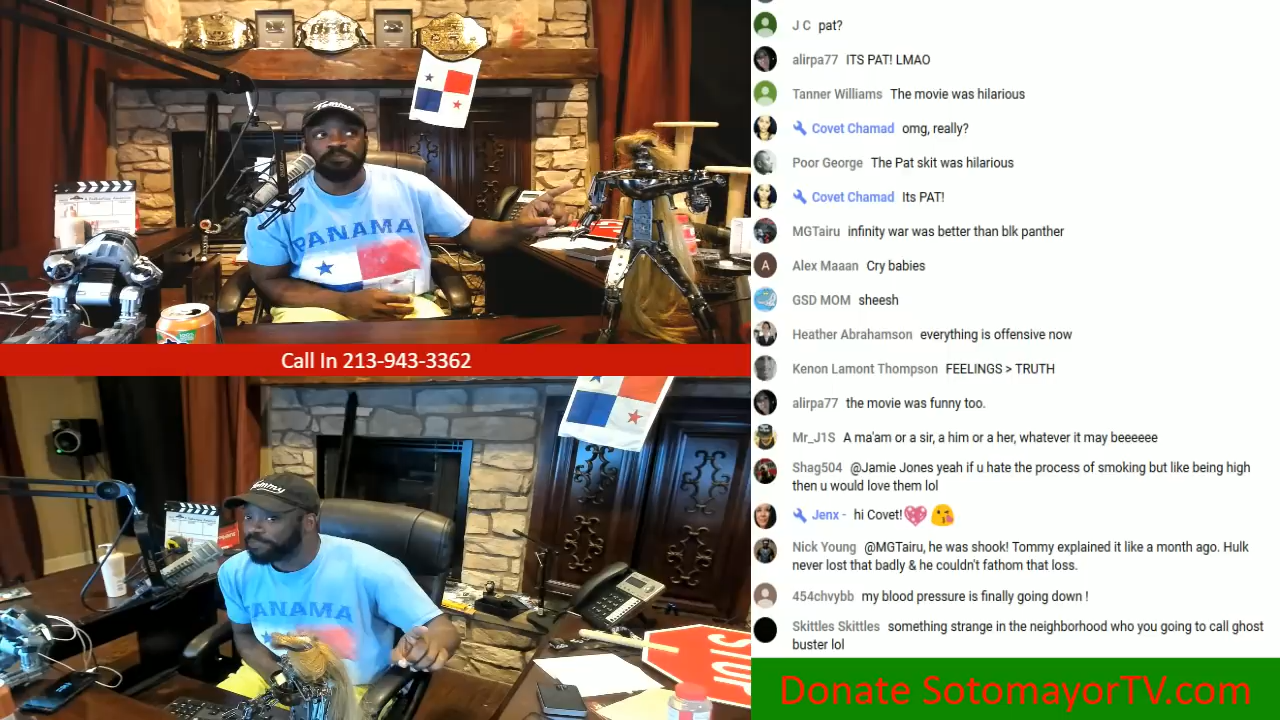 Tommy
PANAMA
Call In 213-943-3362
Tommy
PANAMA
J C pat?
alirpa77 ITS PAT! LMAO
Tanner Williams The movie was hilarious
Covet Chamad omg, really?
Poor George The Pat skit was hilarious
Covet Chamad Its PAT!
MGTairu infinity war was better than blk panther
A Alex Maaan Cry babies
GSD MOM sheesh
Heather Abrahamson everything is offensive now
Kenon Lamont Thompson FEELINGS > TRUTH
alirpa77 the movie was funny too.
Mr_J1S A ma'am or a sir, a him or a her, whatever it may beeeeee
Shag504 @Jamie Jones yeah if u hate the process of smoking but like being high
then u would love them lol
Jenx - hi Covet!💖😘
Nick Young @MGTairu, he was shook! Tommy explained it like a month ago. Hulk
never lost that badly & he couldn't fathom that loss.
454chvybb my blood pressure is finally going down !
Skittles Skittles something strange in the neighborhood who you going to call ghost
buster lol
Donate SotomayorTV.com